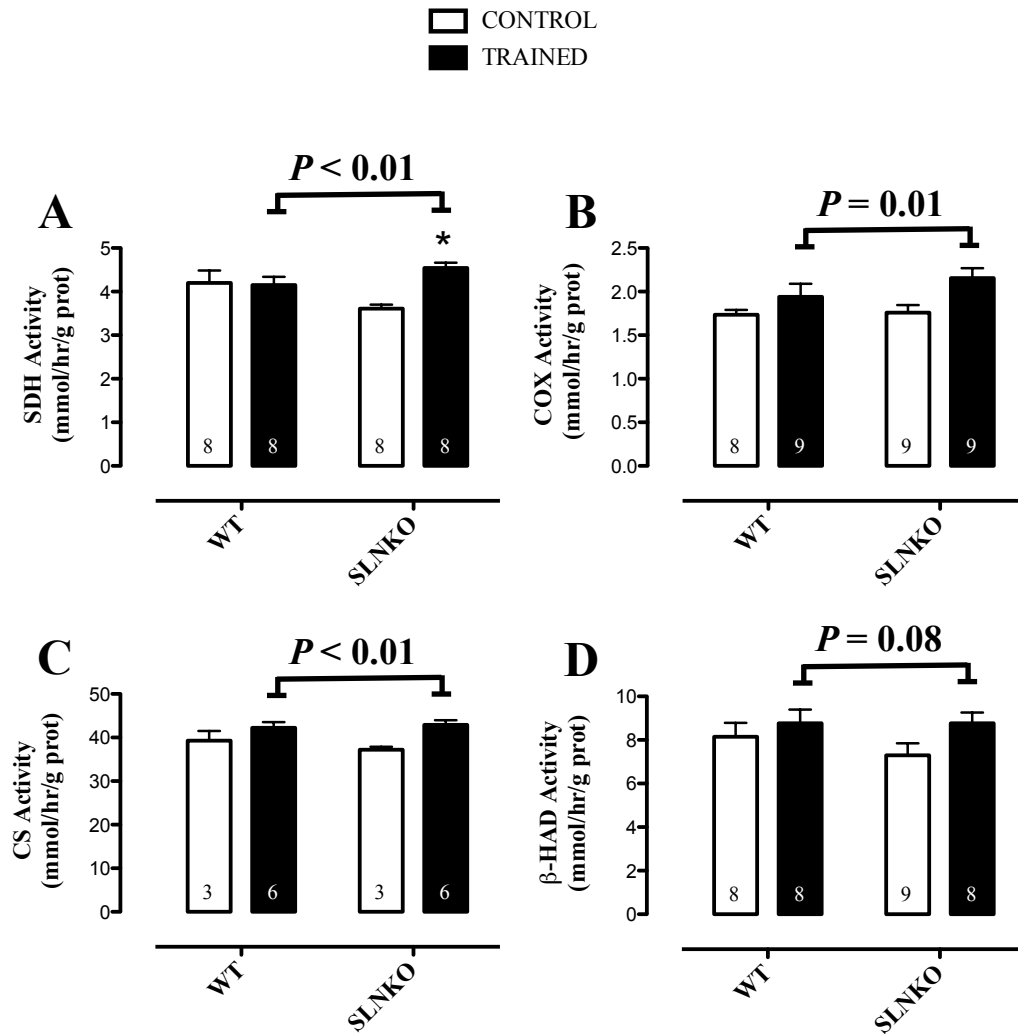 CONTROL
TRAINED
A
P < 0.01
*
SDH Activity
(mmol/hr/g prot)
5
4
3
2
1
0
8
8
8
8
WT
SLNKO
B
P = 0.01
COX Activity
(mmol/hr/g prot)
2.5
2.0
1.5
1.0
0.5
0.0
8
9
9
9
WT
SLNKO
C
P < 0.01
CS Activity
(mmol/hr/g prot)
50
40
30
20
10
0
3
6
3
6
WT
SLNKO
D
P = 0.08
β-HAD Activity
(mmol/hr/g prot)
10
8
6
4
2
0
8
8
9
8
WT
SLNKO